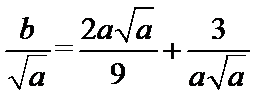 b/√a = 2a√a/9 + 3/(a√a)